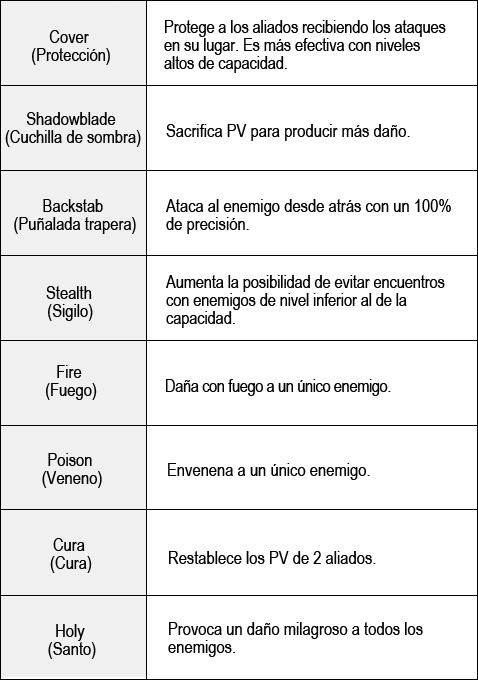 Cover
(Protección)
Protege a los aliados recibiendo los ataques
en su lugar. Es más efectiva con niveles
altos de capacidad.
Shadowblade
(Cuchilla de sombra)
Sacrifica PV para producir más daño.
Backstab
(Puñalada trapera)
Ataca al enemigo desde atrás con un 100%
de precisión.
Stealth
(Sigilo)
Aumenta la posibilidad de evitar encuentros
con enemigos de nivel inferior al de la
capacidad.
Fire
(Fuego)
Daña con fuego a un único enemigo.
Poison
(Veneno)
Envenena a un único enemigo.
Cura
(Cura)
Restablece los PV de 2 aliados.
Holy
(Santo)
Provoca un daño milagroso a todos los
enemigos.